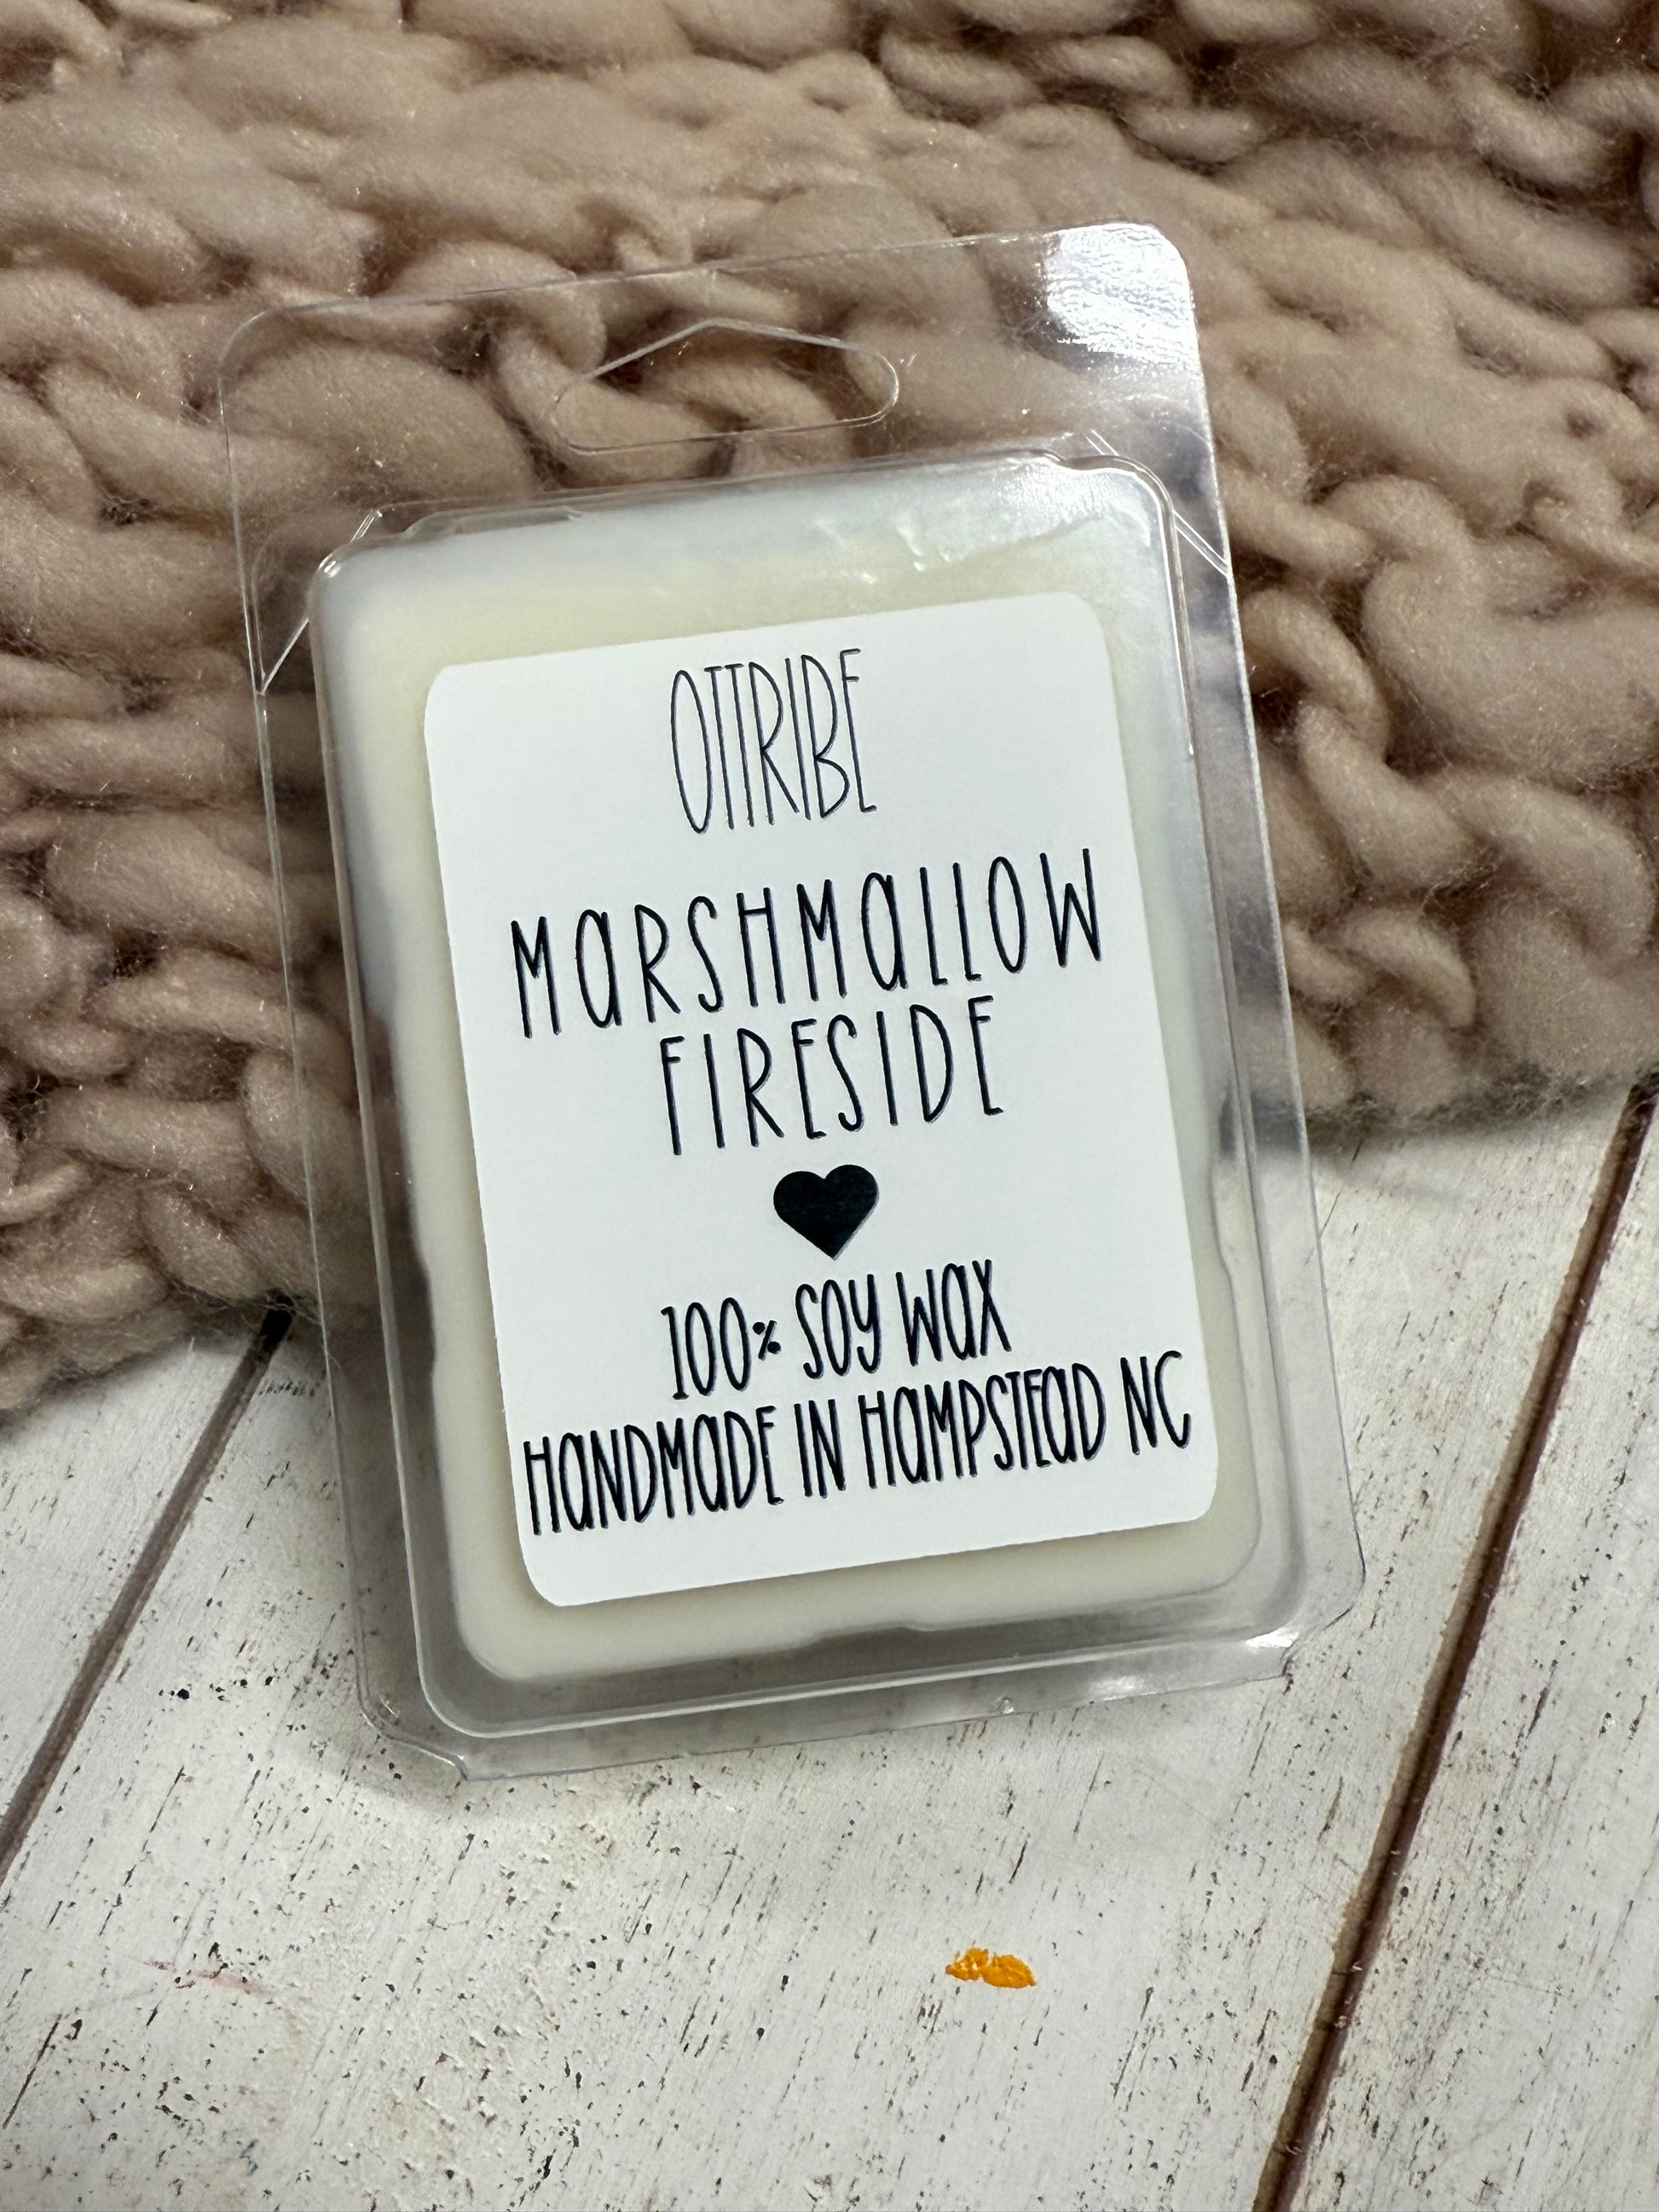 OTTRIBE
MaRSHMaLLOW
FIRESIDE
100% SOY WaX
HaNDMaDE IN HaMPSTEaD NC